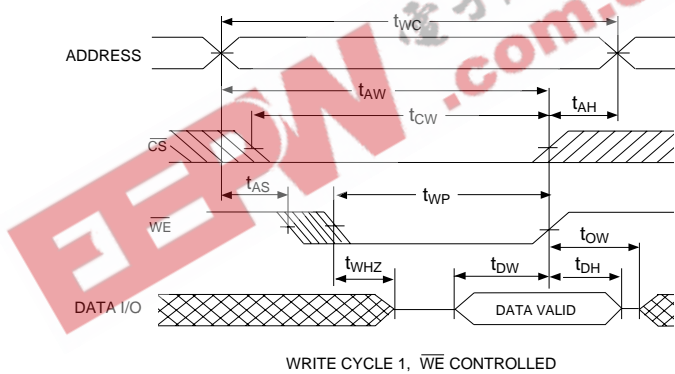 tWC
ADDRESS
tAW
tCW
tAH
CS
tAS
tWP
WE
tOW
tWHZ
tDW
tDH
DATA I/O
DATA VALID
WRITE CYCLE 1, WE CONTROLLED
EEPW
.com.